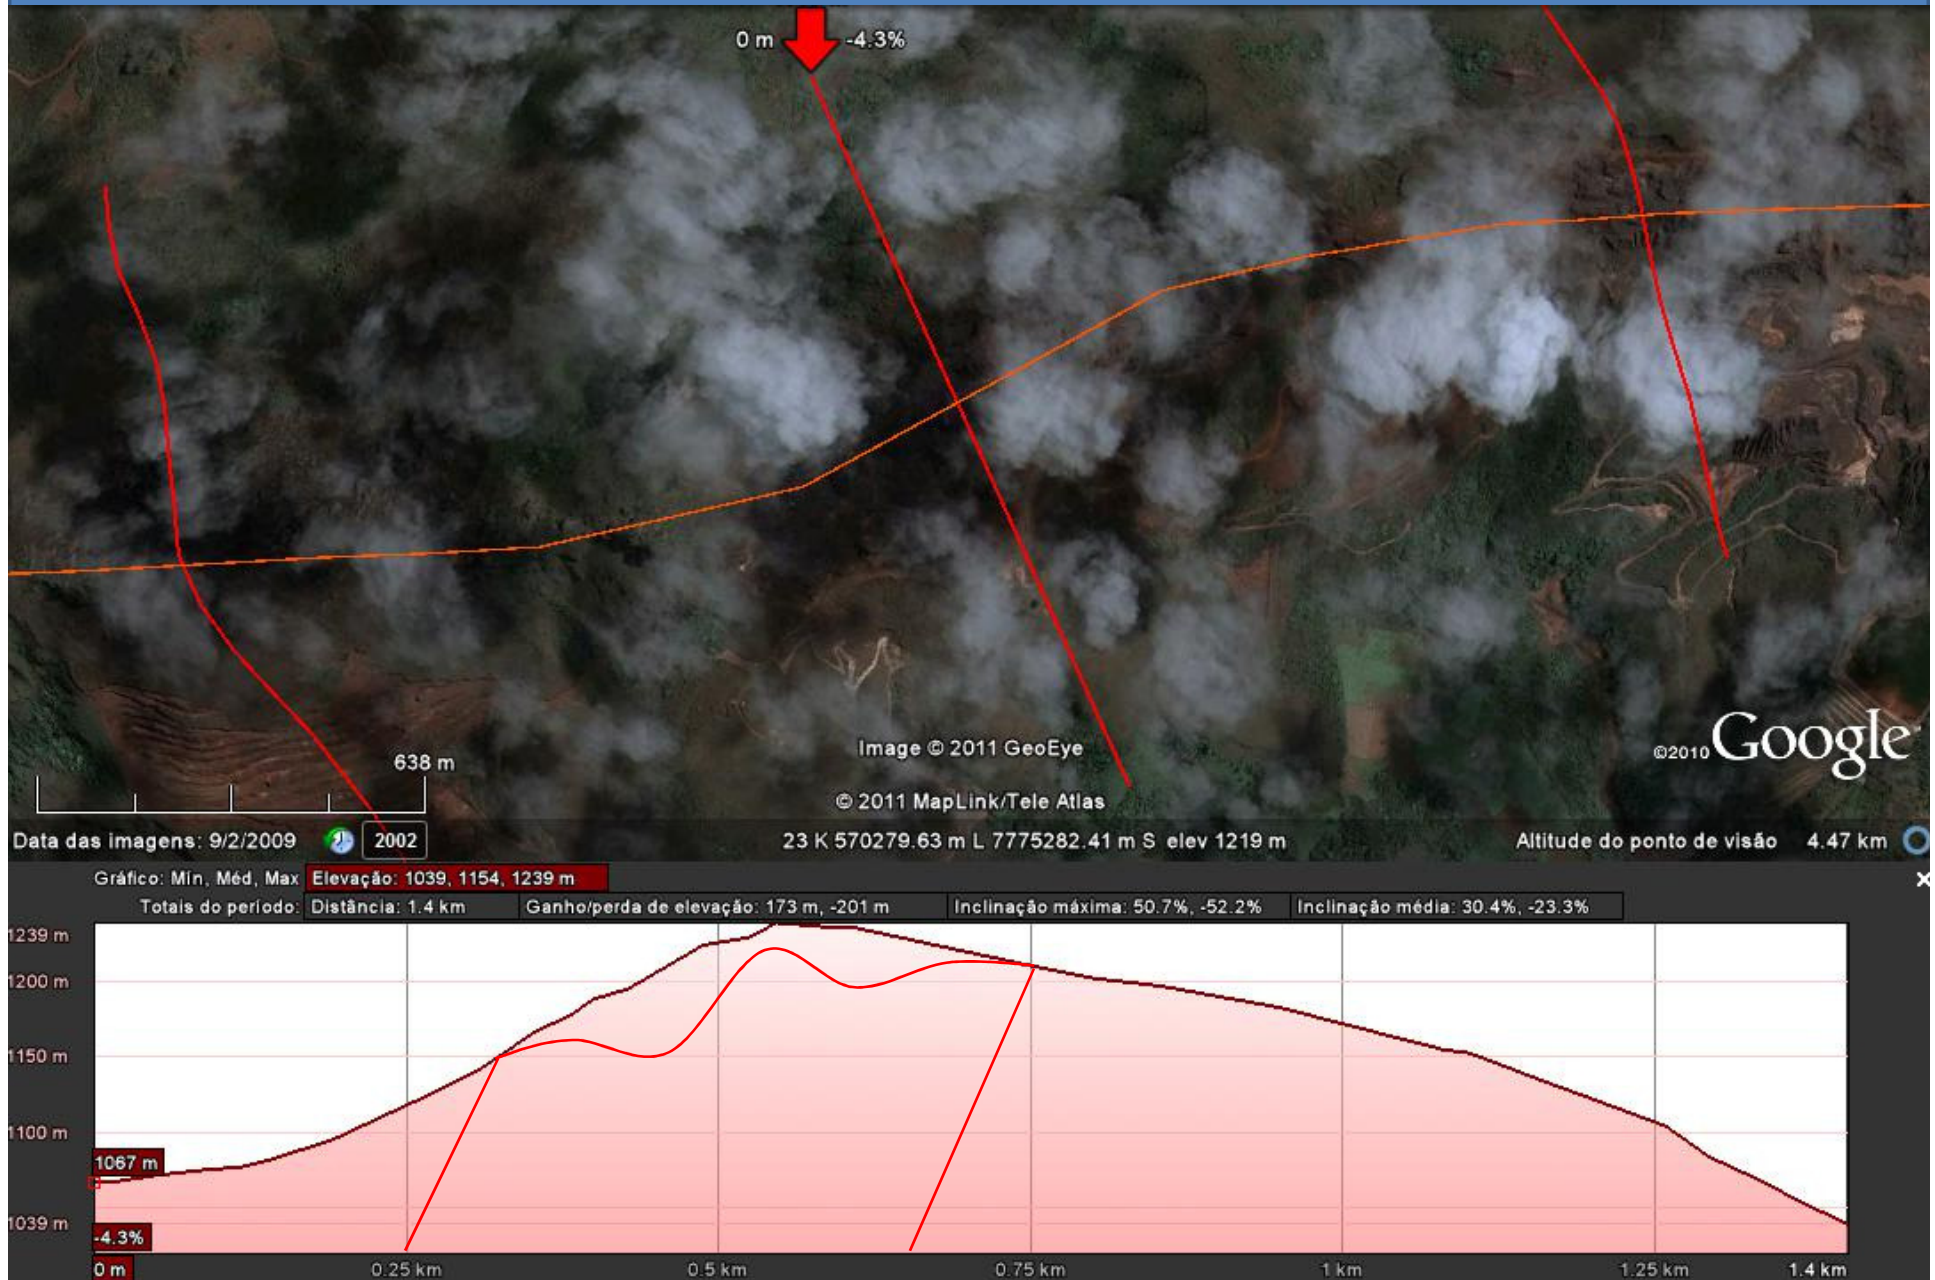 0 m -4.3%
638 m
Image © 2011 GeoEye
©2010 Google
© 2011 MapLink/Tele Atlas
Data das imagens: 9/2/2009 2002 23 K 570279.63 m L 7775282.41 m S elev 1219 m Altitude do ponto de visão 4.47 km
Gráfico: Mín, Méd, Max Elevação: 1039, 1154, 1239 m
Totais do período: Distância: 1.4 km Ganho/perda de elevação: 173 m, -201 m Inclinação máxima: 50.7%, -52.2% Inclinação média: 30.4%, -23.3%
1239 m
1200 m
1150 m
1100 m
1067 m
1039 m
-4.3%
0 m 0.25 km 0.5 km 0.75 km 1 km 1.25 km 1.4 km